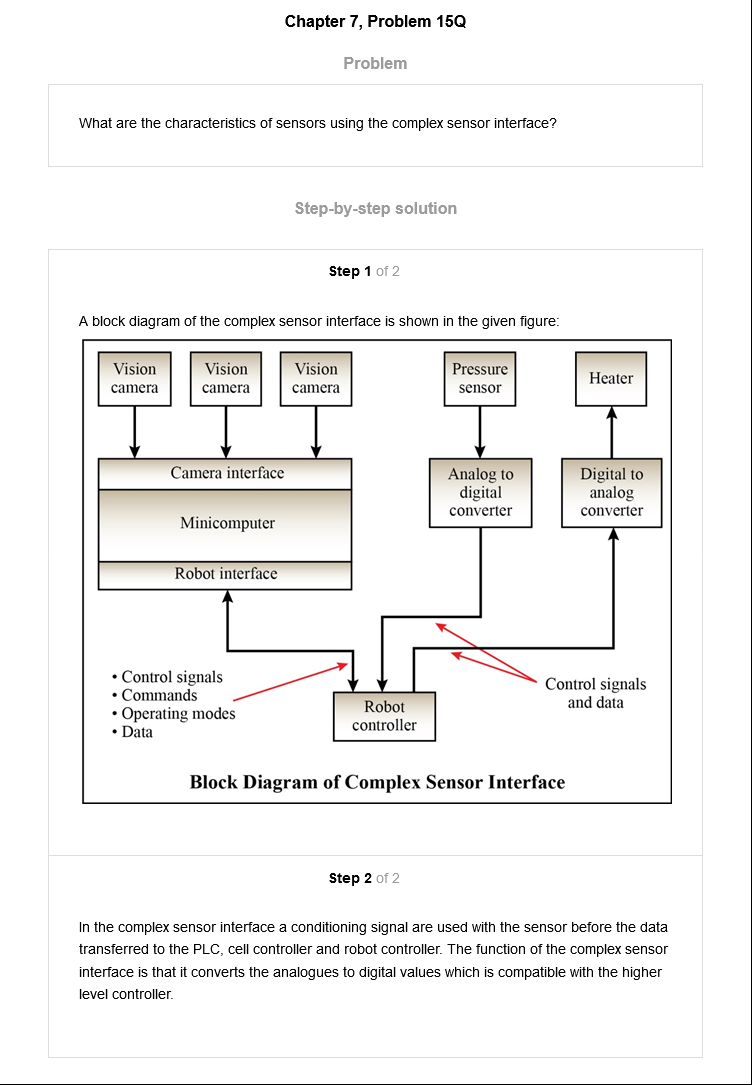 Chapter 7, Problem 15Q
Problem
What are the characteristics of sensors using the complex sensor interface?
Step-by-step solution
Step 1 of 2
A block diagram of the complex sensor interface is shown in the given figure:
Vision
camera
Vision
camera
Vision
camera
Pressure
sensor
Heater
Camera interface
Minicomputer
Robot interface
Analog to
digital
converter
Digital to
analog
converter
• Control signals
• Commands
• Operating modes
• Data
Robot
controller
Control signals
and data
Block Diagram of Complex Sensor Interface
Step 2 of 2
In the complex sensor interface a conditioning signal are used with the sensor before the data
transferred to the PLC, cell controller and robot controller. The function of the complex sensor
interface is that it converts the analogues to digital values which is compatible with the higher
level controller.